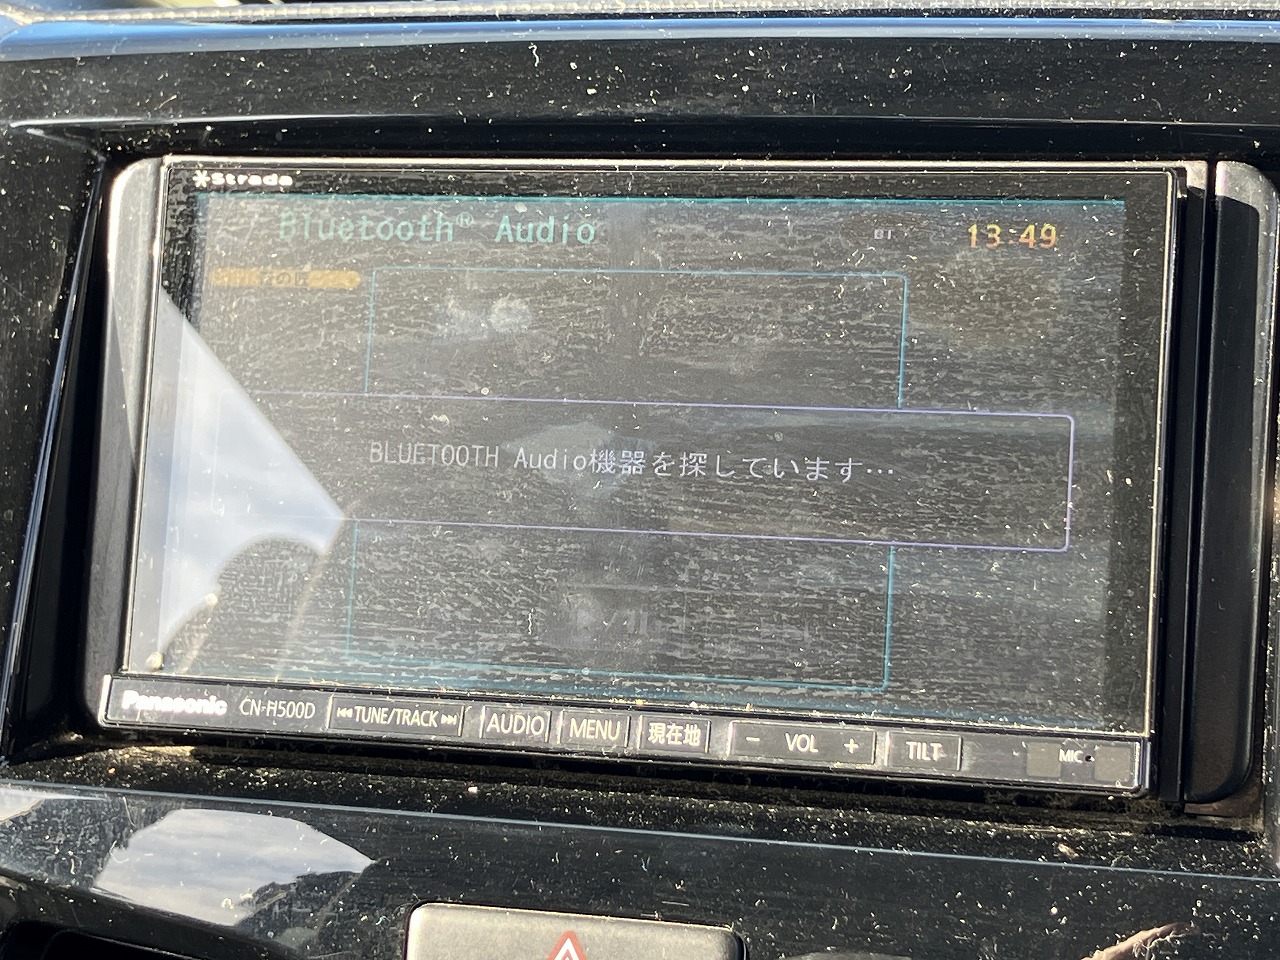 Strada
Bluetooth® Audio
13:49
BLUETOOTH Audio機器を探しています…
Panasonic CN-H500D TUNE/TRACK AUDIO MENU 現在地 − VOL + TILT MIC